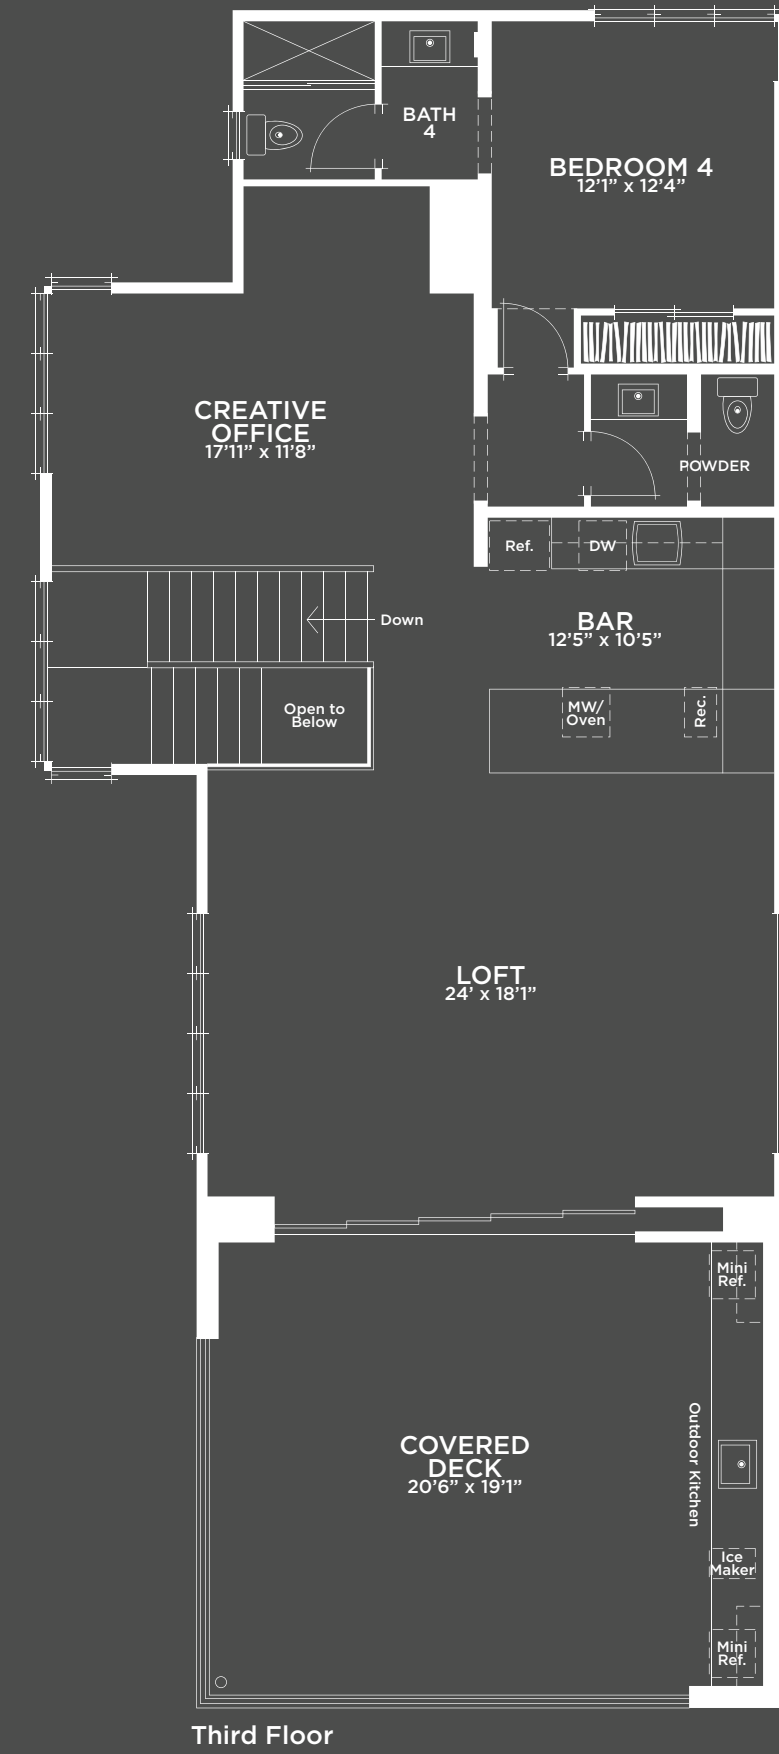 BATH
4
BEDROOM 4
12’1” x 12’4”
CREATIVE
OFFICE
17’11” x 11’8”
POWDER
Ref.
DW
BAR
12’5” x 10’5”
Down
Open to
Below
MW/
Oven
Rec.
LOFT
24’ x 18’1”
Mini
Ref.
Outdoor Kitchen
COVERED
DECK
20’6” x 19’1”
Ice
Maker
Mini
Ref.
Third Floor